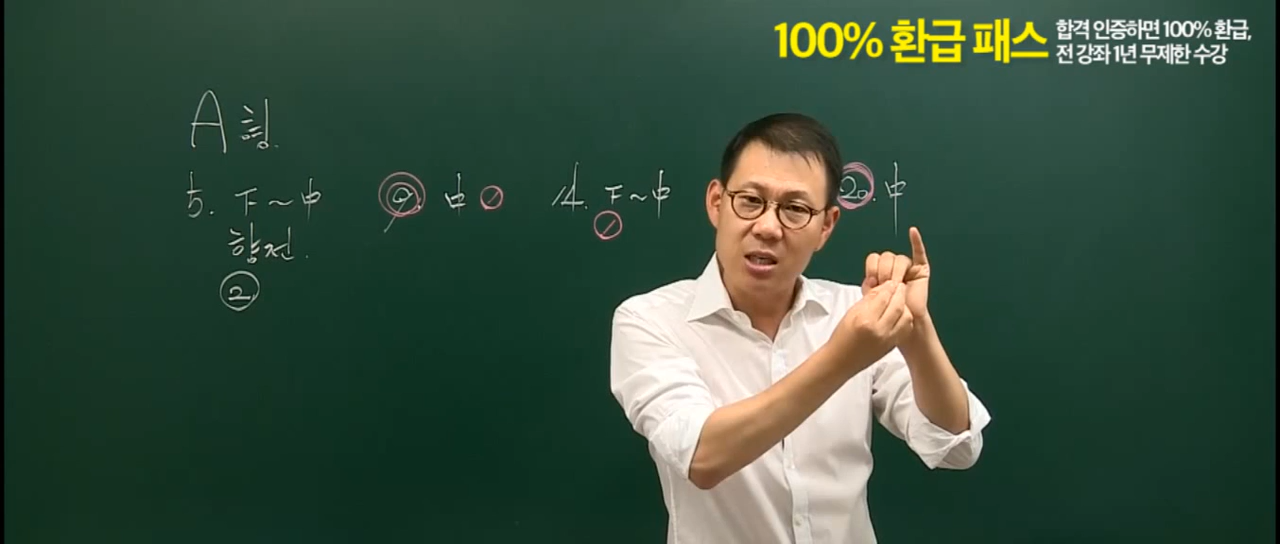 100% 환급 패스
합격 인증하면 100% 환급,
전 강좌 1년 무제한 수강
A형.
5. 下~中
9. 中
14. 下~中
20. 中
함전.
2